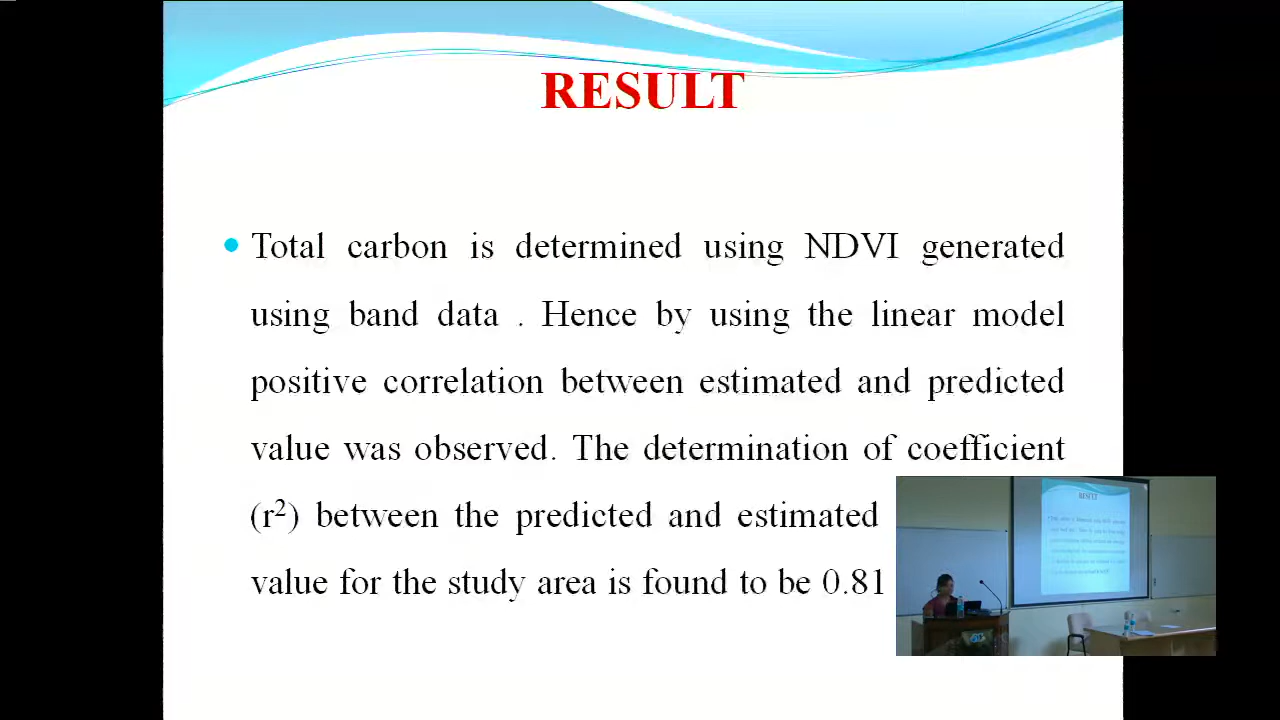 RESULT
Total carbon is determined using NDVI generated
using band data . Hence by using the linear model
positive correlation between estimated and predicted
value was observed. The determination of coefficient
(r²) between the predicted and estimated
value for the study area is found to be 0.81
RESULT